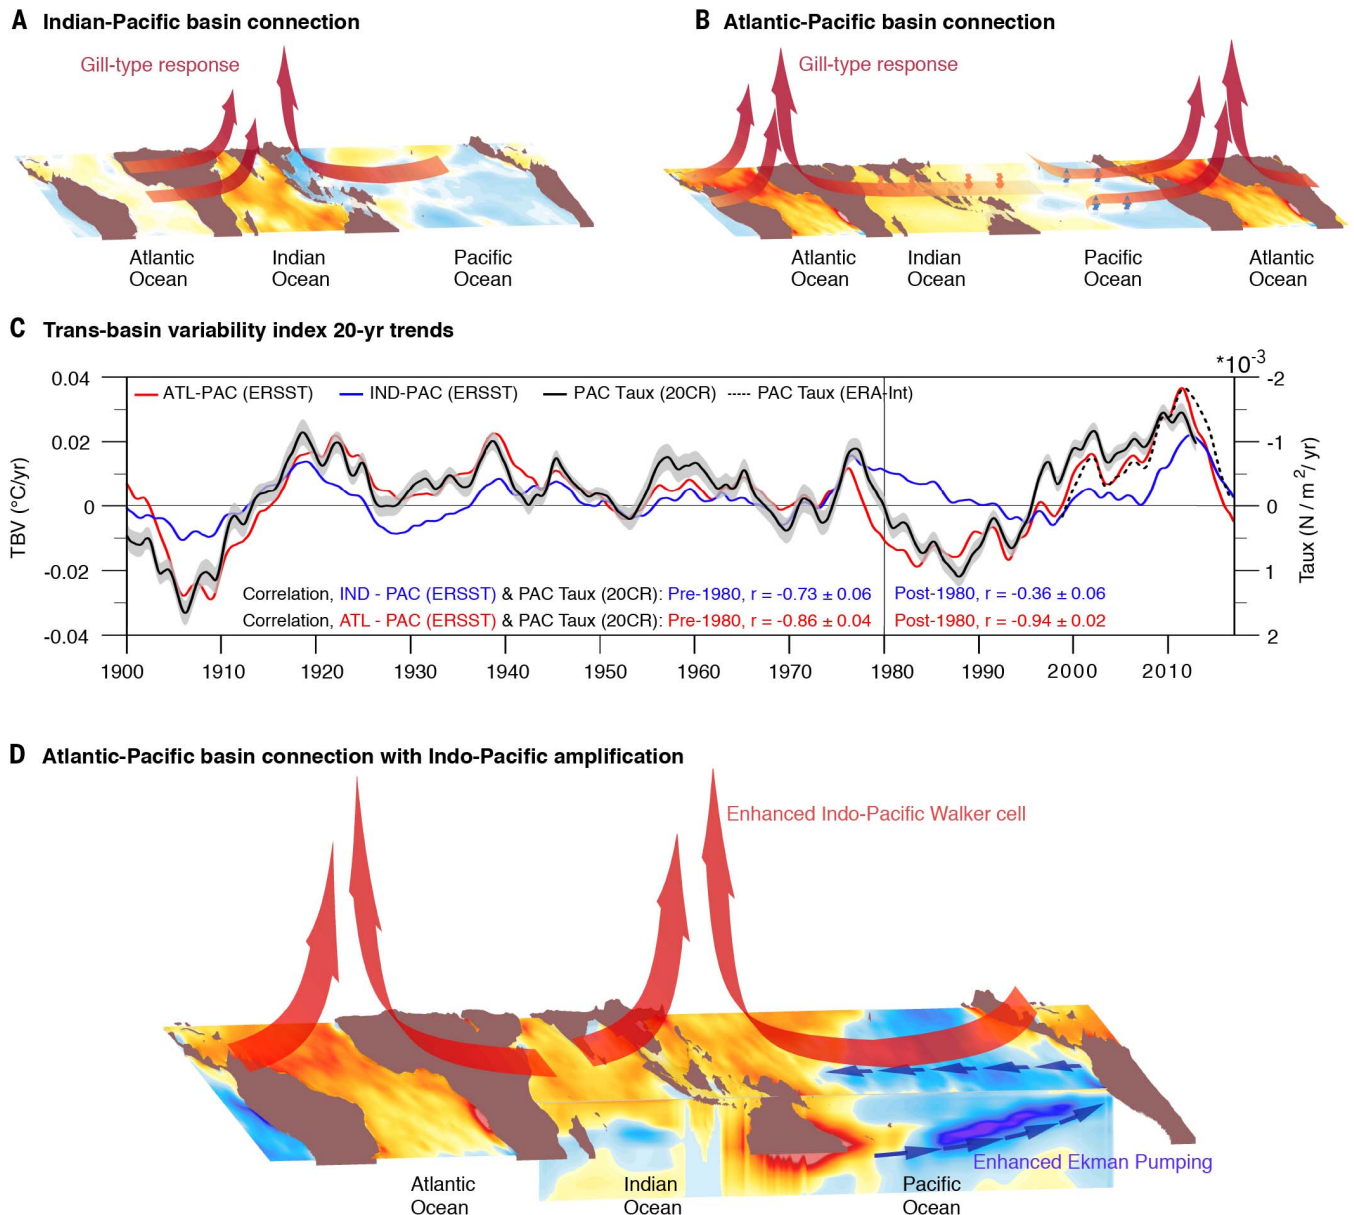 A Indian-Pacific basin connection
Gill-type response
Atlantic Ocean
Indian Ocean
Pacific Ocean
B Atlantic-Pacific basin connection
Gill-type response
Atlantic Ocean
Indian Ocean
Pacific Ocean
Atlantic Ocean
C Trans-basin variability index 20-yr trends
*10-3
ATL-PAC (ERSST) IND-PAC (ERSST) PAC Taux (20CR) PAC Taux (ERA-Int)
TBV (°C/yr)
0.04
0.02
0
-0.02
-0.04
Taux (N / m 2/ yr)
-2
-1
0
1
2
Correlation, IND - PAC (ERSST) & PAC Taux (20CR): Pre-1980, r = -0.73 ± 0.06 Post-1980, r = -0.36 ± 0.06
Correlation, ATL - PAC (ERSST) & PAC Taux (20CR): Pre-1980, r = -0.86 ± 0.04 Post-1980, r = -0.94 ± 0.02
1900 1910 1920 1930 1940 1950 1960 1970 1980 1990 2000 2010
D Atlantic-Pacific basin connection with Indo-Pacific amplification
Enhanced Indo-Pacific Walker cell
Enhanced Ekman Pumping
Atlantic Ocean
Indian Ocean
Pacific Ocean